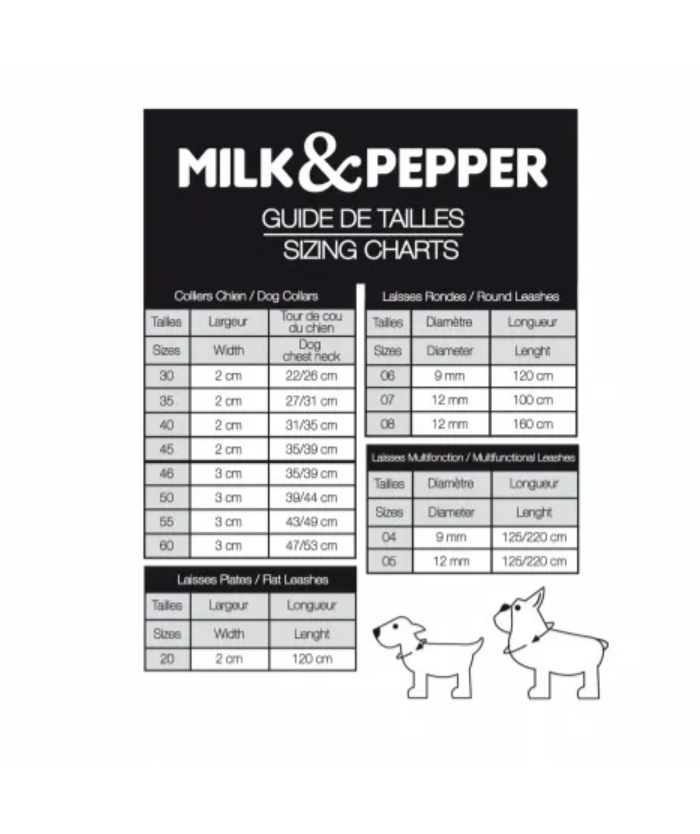 MILK&PEPPER
GUIDE DE TAILLES
SIZING CHARTS
Colliers Chien / Dog Collars
Tailles Largeur Tour de cou du chien
Sizes Width Dog chest neck
30 2 cm 22/26 cm
35 2 cm 27/31 cm
40 2 cm 31/35 cm
45 2 cm 35/39 cm
46 3 cm 35/39 cm
50 3 cm 39/44 cm
55 3 cm 43/49 cm
60 3 cm 47/53 cm
Laisses Plates / Flat Leashes
Tailles Largeur Longueur
Sizes Width Lenght
20 2 cm 120 cm
Laisses Rondes / Round Leashes
Tailles Diamètre Longueur
Sizes Diameter Lenght
06 9 mm 120 cm
07 12 mm 100 cm
08 12 mm 160 cm
Laisses Multifonction / Multifunctional Leashes
Tailles Diamètre Longueur
Sizes Diameter Lenght
04 9 mm 125/220 cm
05 12 mm 125/220 cm